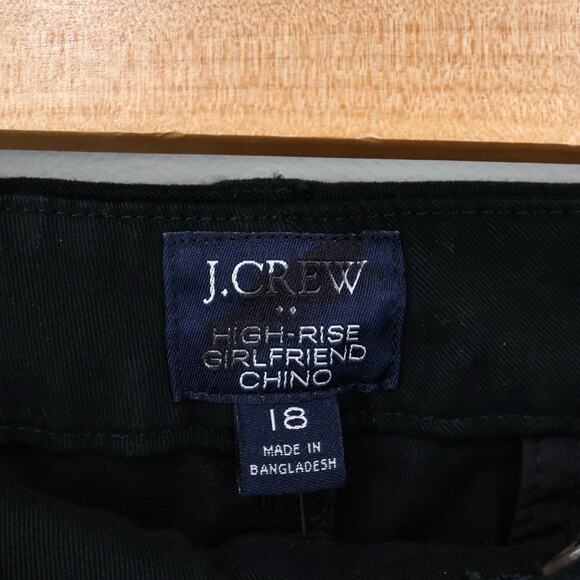 J.CREW
HIGH-RISE
GIRLFRIEND
CHINO
18
MADE IN
BANGLADESH